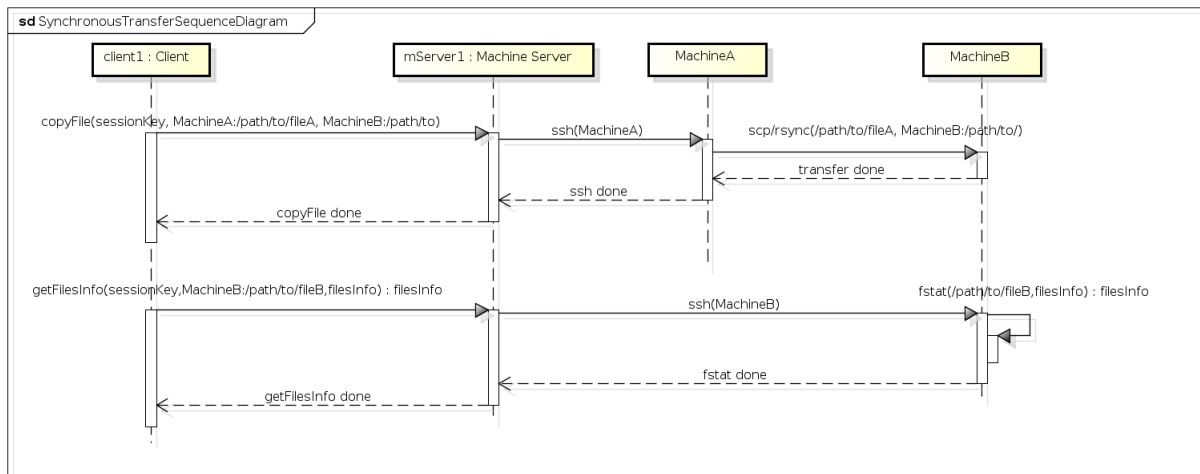 sd SynchronousTransferSequenceDiagram
client1 : Client
mServer1 : Machine Server
MachineA
MachineB
copyFile(sessionKey, MachineA:/path/to/fileA, MachineB:/path/to)
ssh(MachineA)
scp/rsync(/path/to/fileA, MachineB:/path/to/)
transfer done
ssh done
copyFile done
getFilesInfo(sessionKey,MachineB:/path/to/fileB,filesInfo) : filesInfo
ssh(MachineB)
fstat(/path/to/fileB,filesInfo) : filesInfo
fstat done
getFilesInfo done